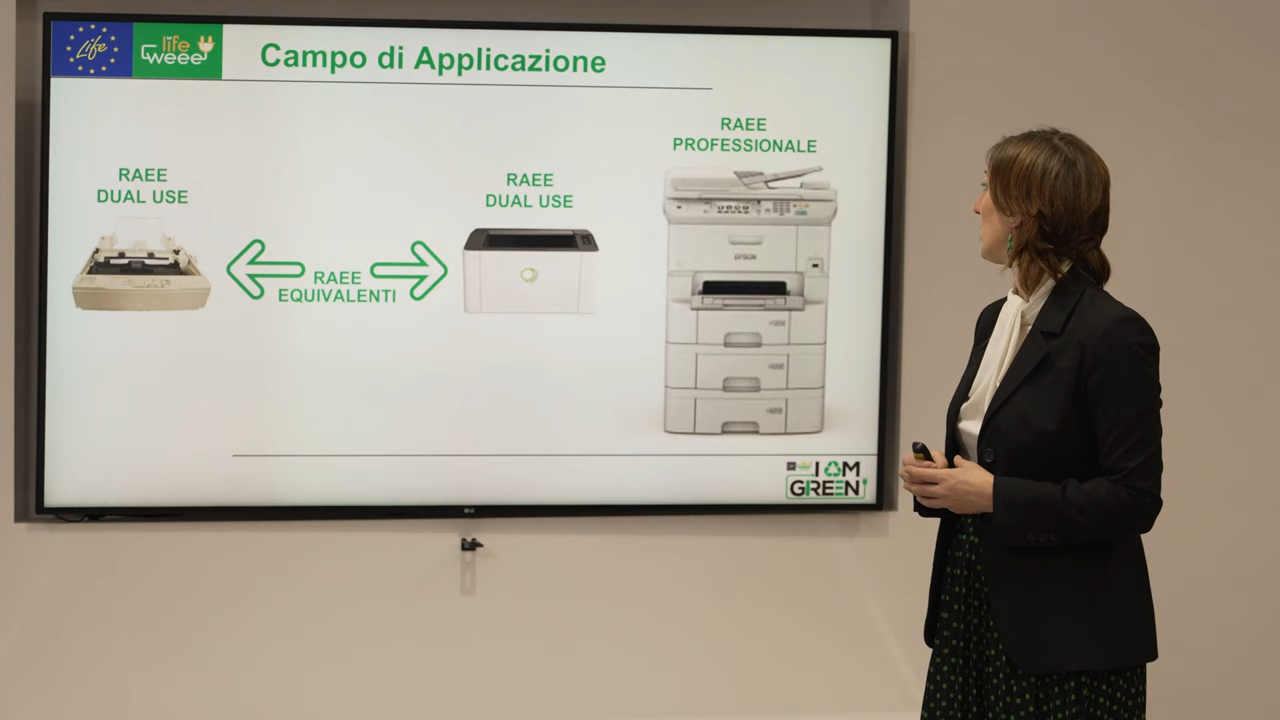 Life
life
weee
Campo di Applicazione
RAEE
DUAL USE
RAEE
EQUIVALENTI
RAEE
DUAL USE
RAEE
PROFESSIONALE
EPSON
I AM
GREEN
LG